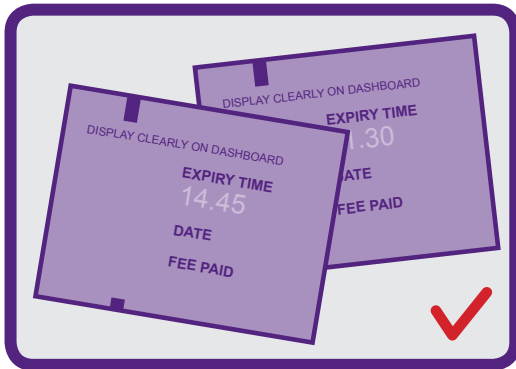 DISPLAY CLEARLY ON DASHBOARD
EXPIRY TIME
14.45
DATE
FEE PAID
DISPLAY CLEARLY ON DASHBOARD
EXPIRY TIME
.30
FEE PAID